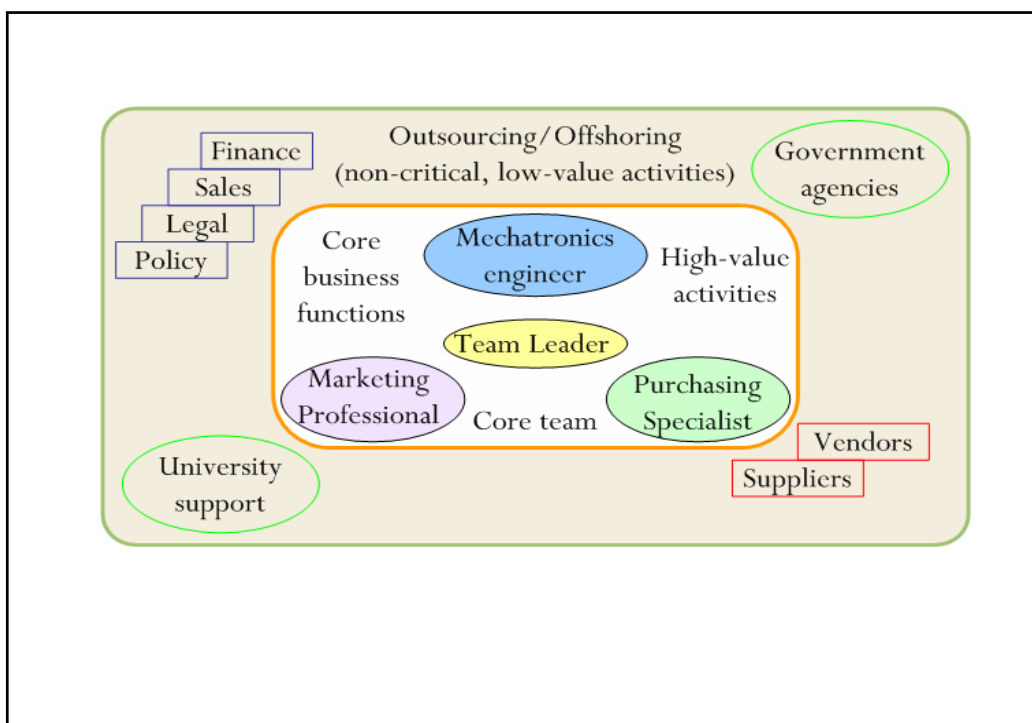 Outsourcing/Offshoring
(non-critical, low-value activities)
Finance
Sales
Legal
Policy
Government
agencies
Core
business
functions
Mechatronics
engineer
High-value
activities
Team Leader
Marketing
Professional
Core team
Purchasing
Specialist
Vendors
Suppliers
University
support